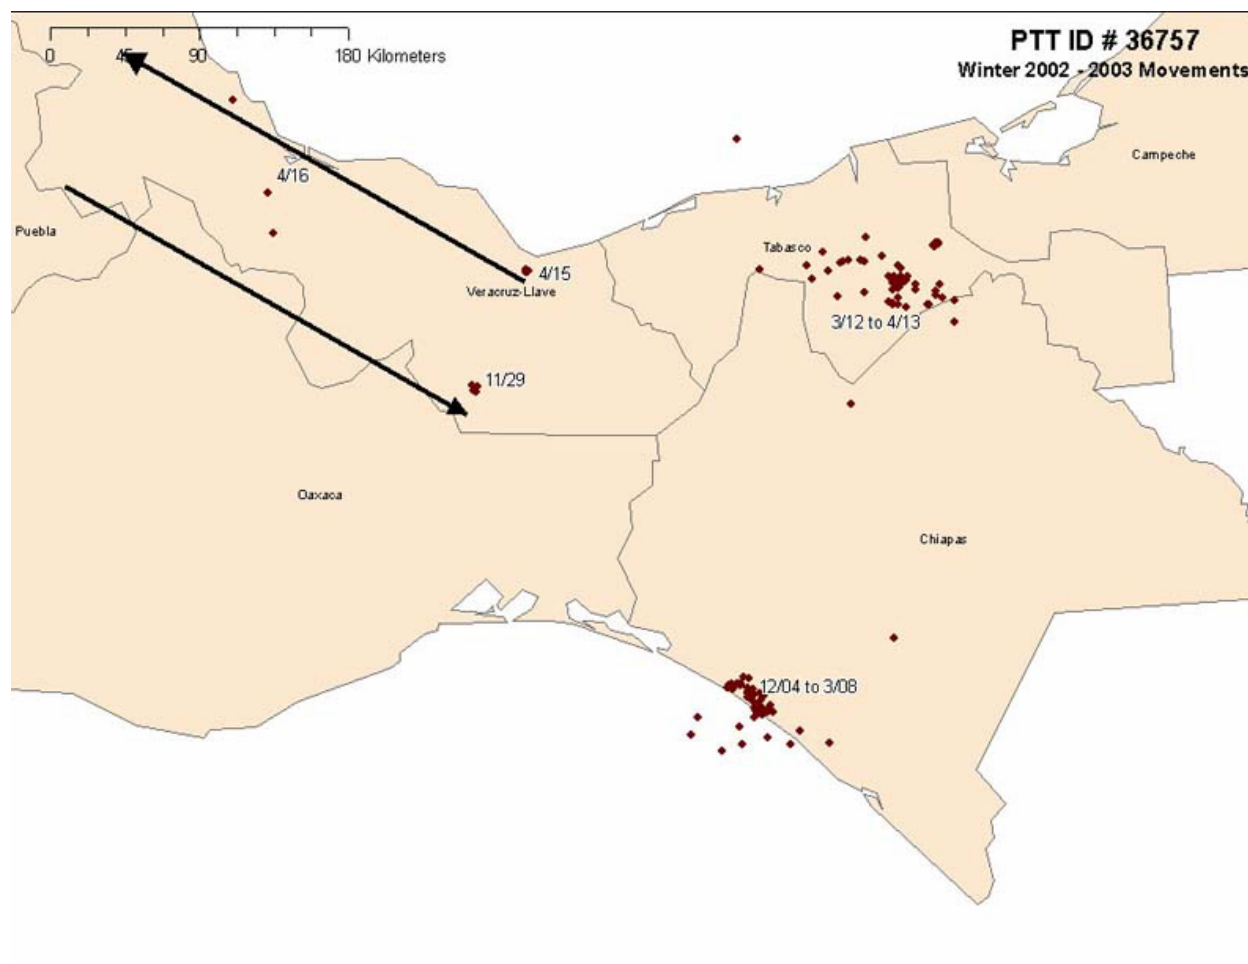 PTT ID # 36757
Winter 2002 - 2003 Movements
0 45 90 180 Kilometers
Campeche
4/16
Puebla
Tabasco
4/15
Veracruz-Llave
3/12 to 4/13
11/29
Oaxaca
Chiapas
12/04 to 3/08